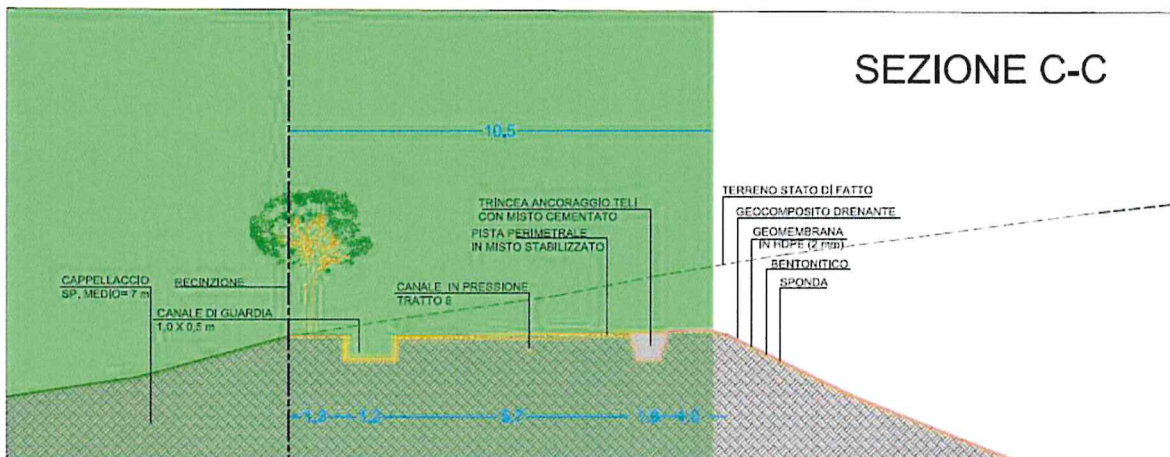 SEZIONE C-C
10.5
TERRENO STATO DI FATTO
TRINCEA ANCORAGGIO TELI
CON MISTO CEMENTATO
GEOCOMPOSITO DRENANTE
PISTA PERIMETRALE
IN MISTO STABILIZZATO
GEOMEMBRANA
IN HDPE (2 mm)
BENTONITICO
SPONDA
CAPPELLACCIO
SP. MEDIO= 7 m
RECINZIONE
CANALE IN PRESSIONE
TRATTO 8
CANALE DI GUARDIA
1,0 X 0,5 m